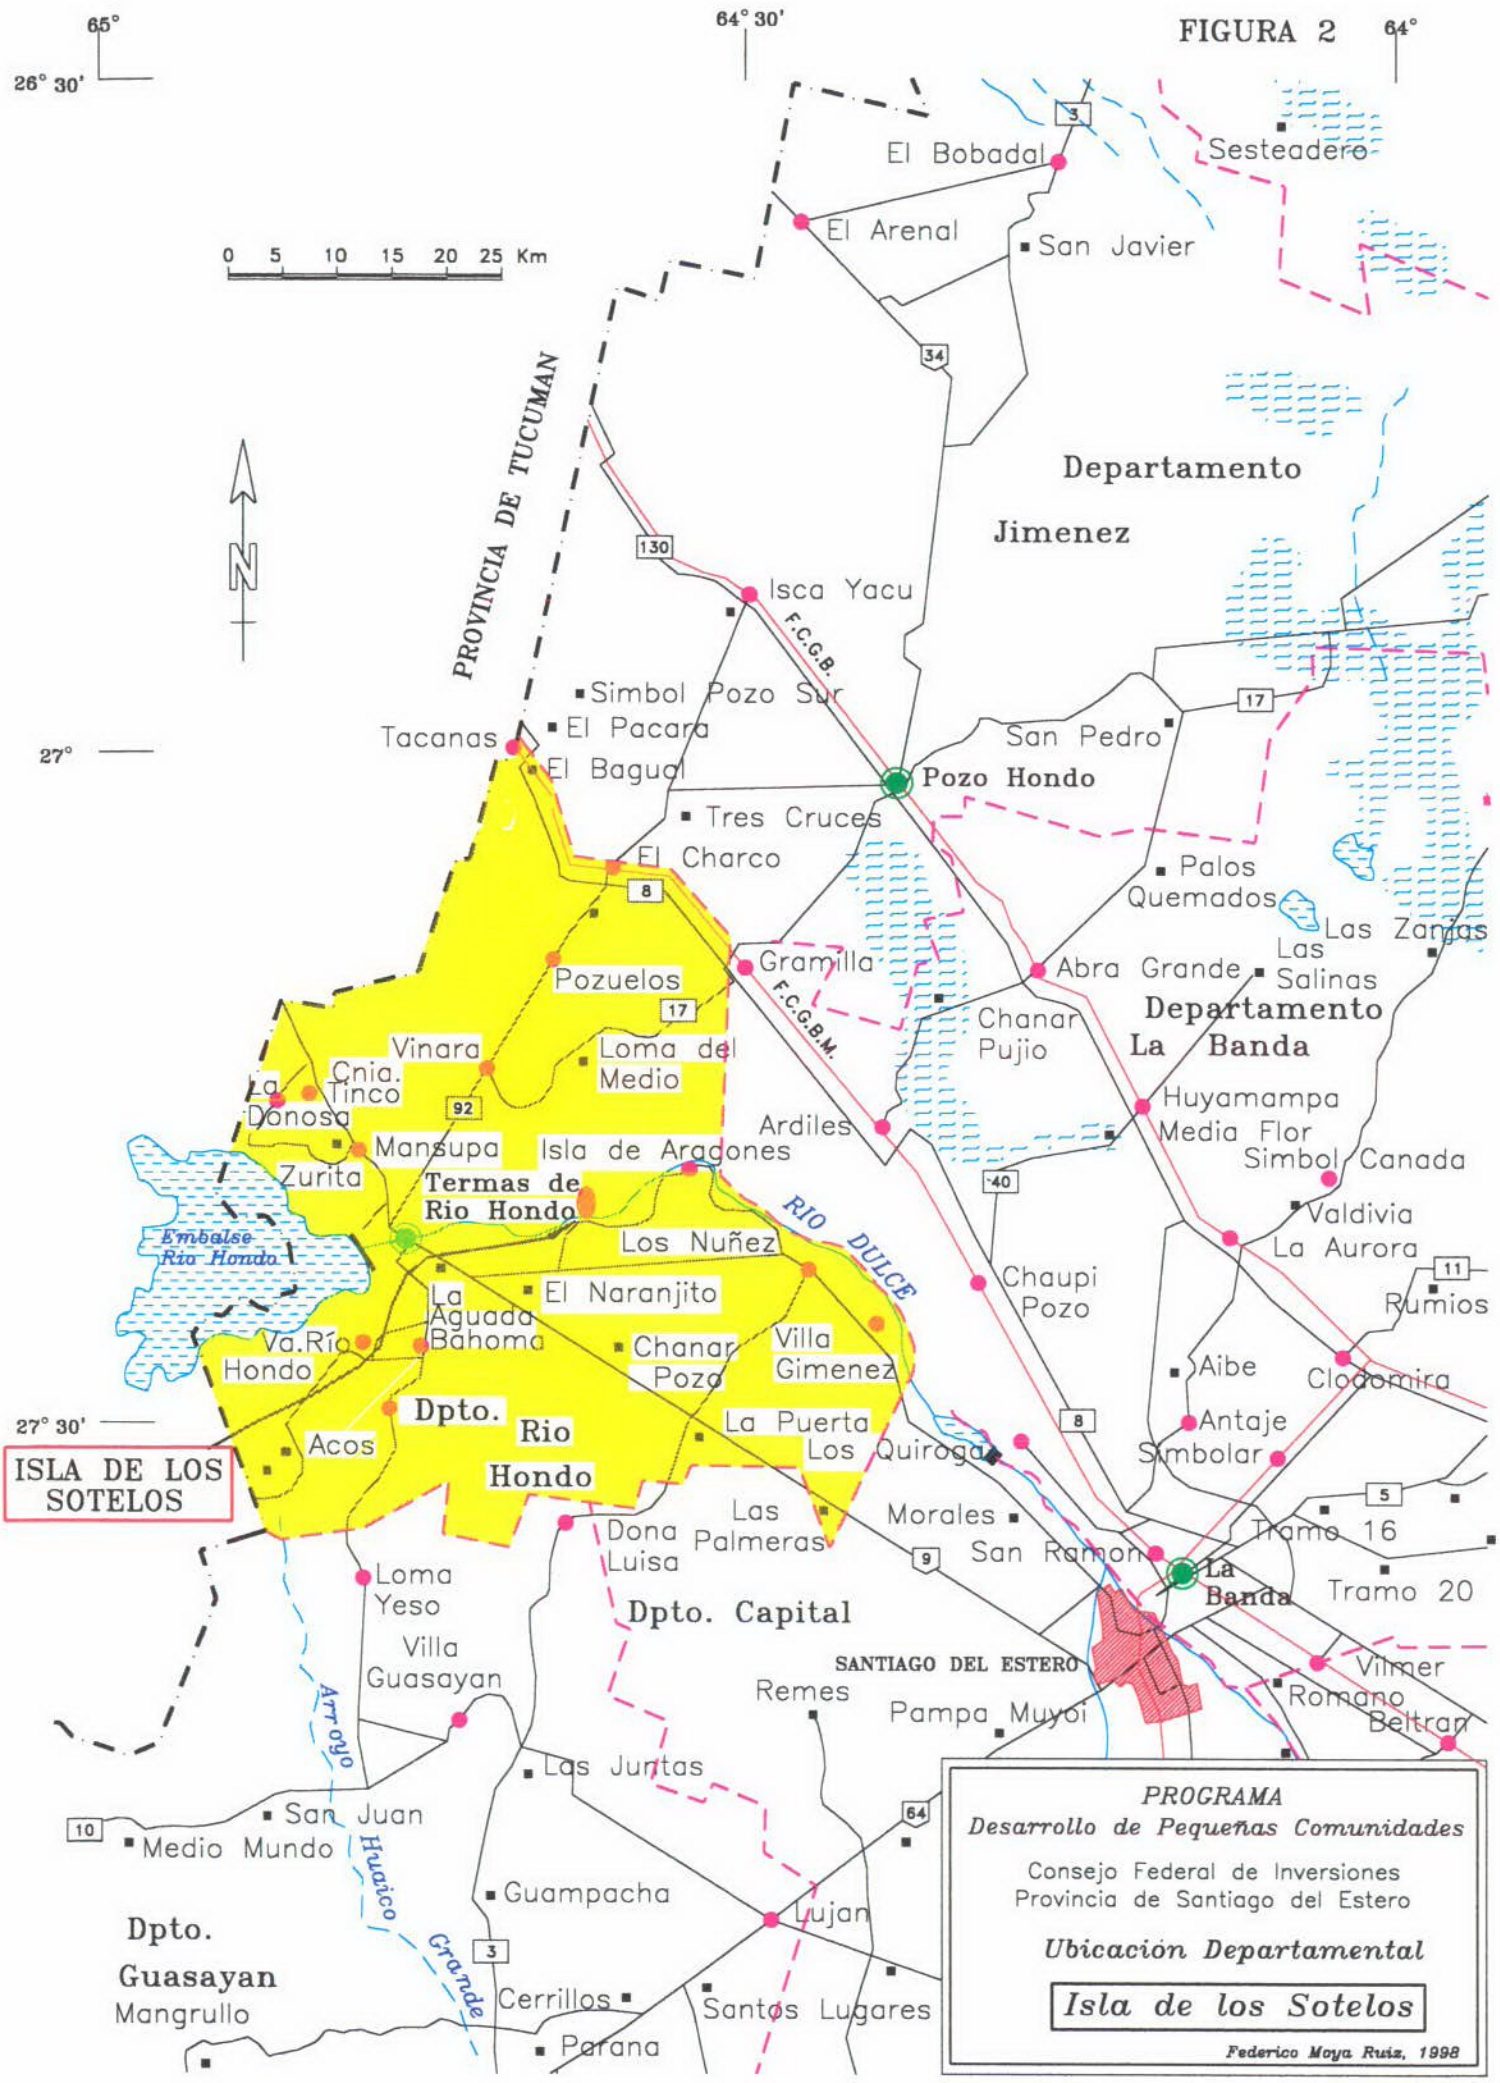 65°
64° 30'
FIGURA 2
64°
26° 30'
3
El Bobadal
Sesteadero
El Arenal
San Javier
0 5 10 15 20 25 Km
34
PROVINCIA DE TUCUMAN
Departamento
Jimenez
N
130
Isca Yacu
F.C.G.B.
Simbol Pozo Sur
El Pacara
17
Tacanas
San Pedro
27°
El Bagual
Pozo Hondo
Tres Cruces
El Charco
8
Palos
Quemados
Las Zanjas
Las
Salinas
Gramilla
Abra Grande
Pozuelos
F.C.G.B.M.
17
Departamento
La Banda
Chanar
Pujio
Vinara
Loma del
Medio
Cnia.
Tinco
La
Donosa
92
Huyamampa
Media Flor
Ardiles
Mansupa
Isla de Aragones
Simbol Canada
Zurita
Termas de
Rio Hondo
40
RIO DULCE
Valdivia
Embalse
Rio Hondo
Los Nuñez
La Aurora
11
Chaupi
Pozo
El Naranjito
Rumios
La
Aguada
Bahoma
Va.Río
Hondo
Chanar
Pozo
Villa
Gimenez
Aibe
Clodomira
27° 30'
Dpto.
Rio
Hondo
La Puerta
8
Antaje
Acos
Los Quiroga
Simbolar
ISLA DE LOS
SOTELOS
5
Las
Palmeras
Morales
Dona
Luisa
Tramo 16
San Ramon
9
La
Banda
Loma
Yeso
Tramo 20
Dpto. Capital
Villa
Guasayan
SANTIAGO DEL ESTERO
Vilmer
Remes
Romano
Pampa Muyoi
Beltran
Arroyo
Las Juntas
San Juan
64
10
Medio Mundo
Huaico
Guampacha
Lujan
Dpto.
Guasayan
Grande
3
Mangrullo
Cerrillos
Santos Lugares
Parana
PROGRAMA
Desarrollo de Pequeñas Comunidades
Consejo Federal de Inversiones
Provincia de Santiago del Estero
Ubicación Departamental
Isla de los Sotelos
Federico Moya Ruiz, 1998